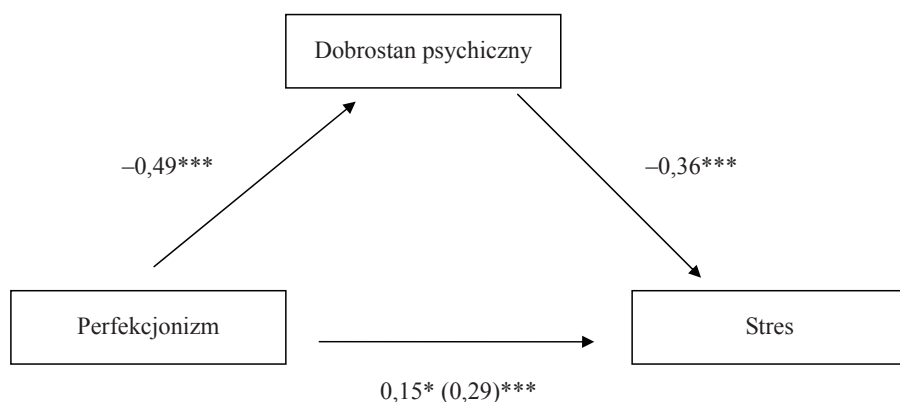 Dobrostan psychiczny
–0,49***
–0,36***
Perfekcjonizm
Stres
0,15* (0,29)***